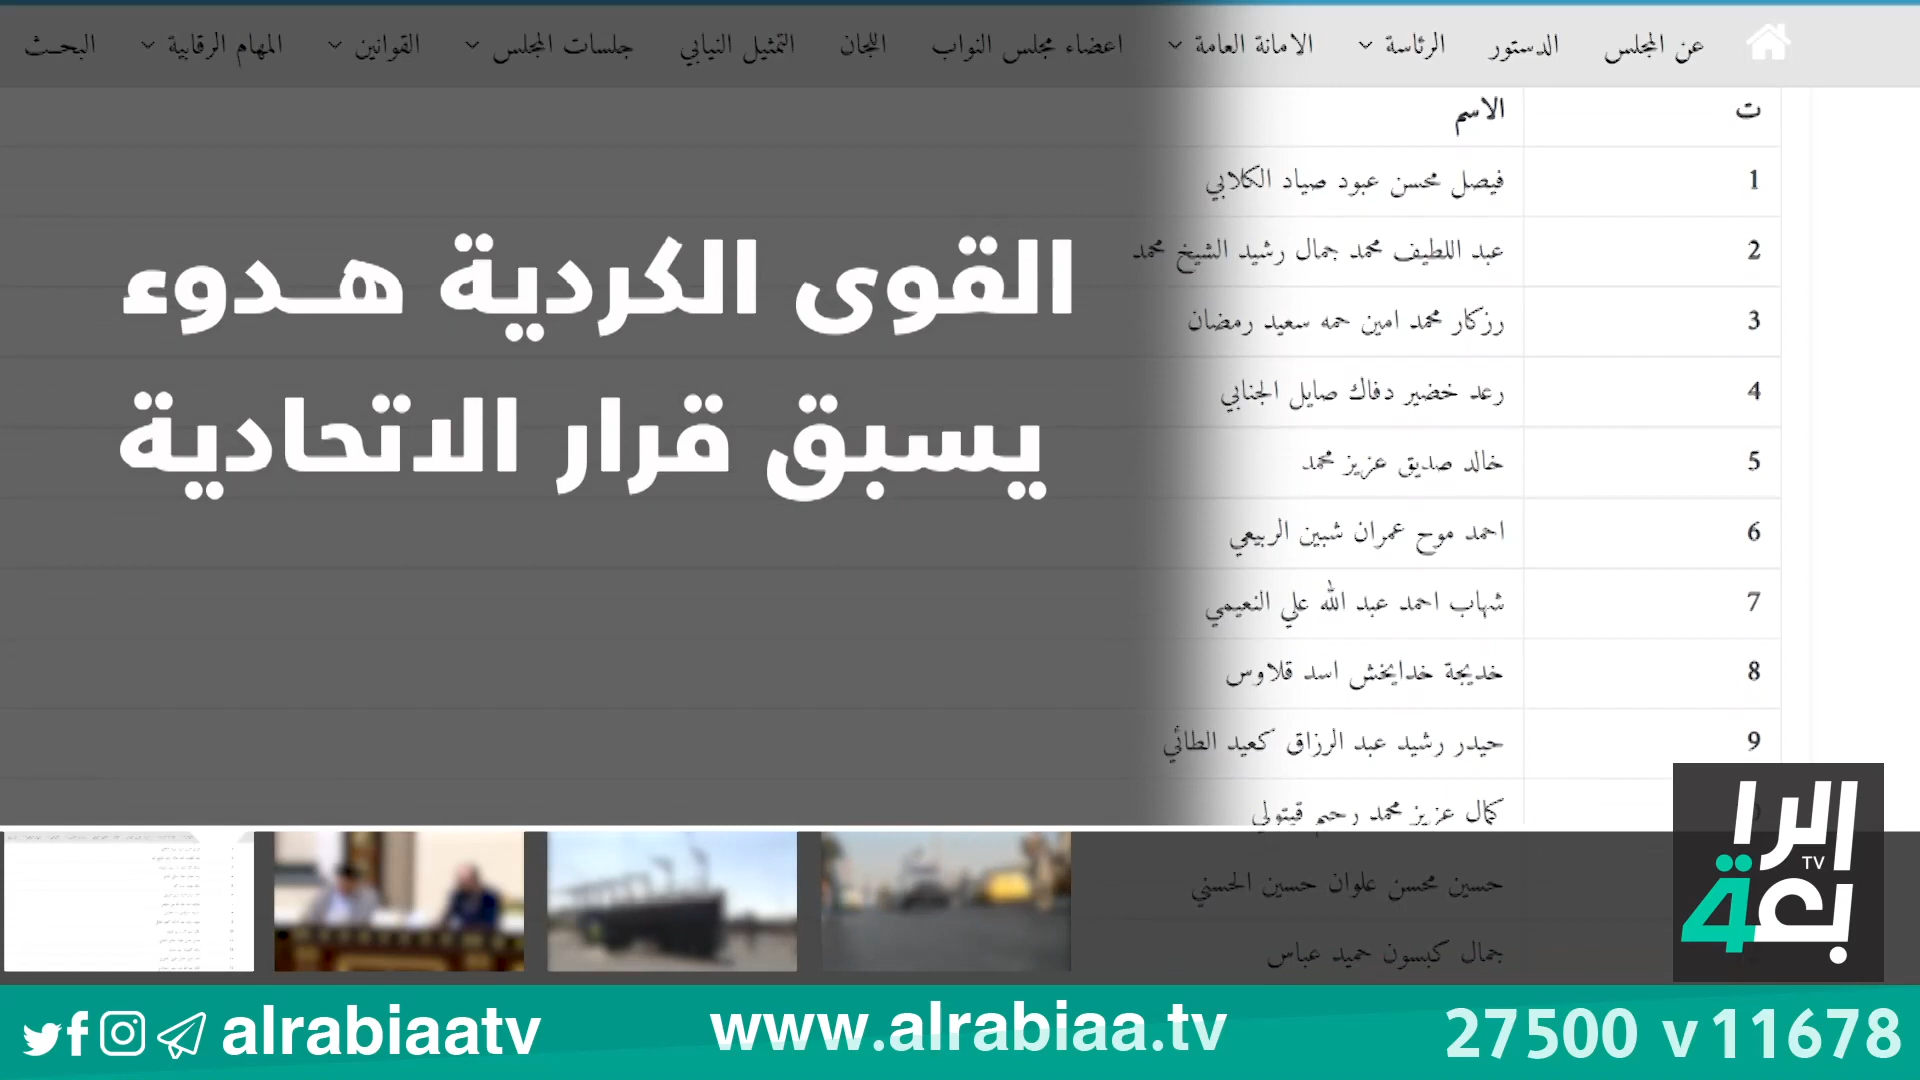 عن المجلس الدستور الرئاسة الامانة العامة اعضاء مجلس النواب اللجان التمثيل النيابي جلسات المجلس القوانين المهام الرقابية البحث
ت الاسم
1 فيصل محسن عبود صياد الكلابي
2 عبد اللطيف محمد جمال رشيد الشيخ محمد
3 رزكار محمد امين حمه سعيد رمضان
4 رعد خضير دفاك صايل الجنابي
5 خالد صديق عزيز محمد
6 احمد موح عمران شبين الربيعي
7 شهاب احمد عبد الله علي النعيمي
8 خديجة خدايخش اسد قلاوس
9 حيدر رشيد عبد الرزاق كعيد الطائي
كمال عزيز محمد رحيم قيتولي
حسين محسن علوان حسين الحسني
جمال كبسون حميد عباس
القوى الكردية هـدوء
يسبق قرار الاتحادية
الرابعة
TV
4
alrabiaatv
www.alrabiaa.tv
27500 v 11678